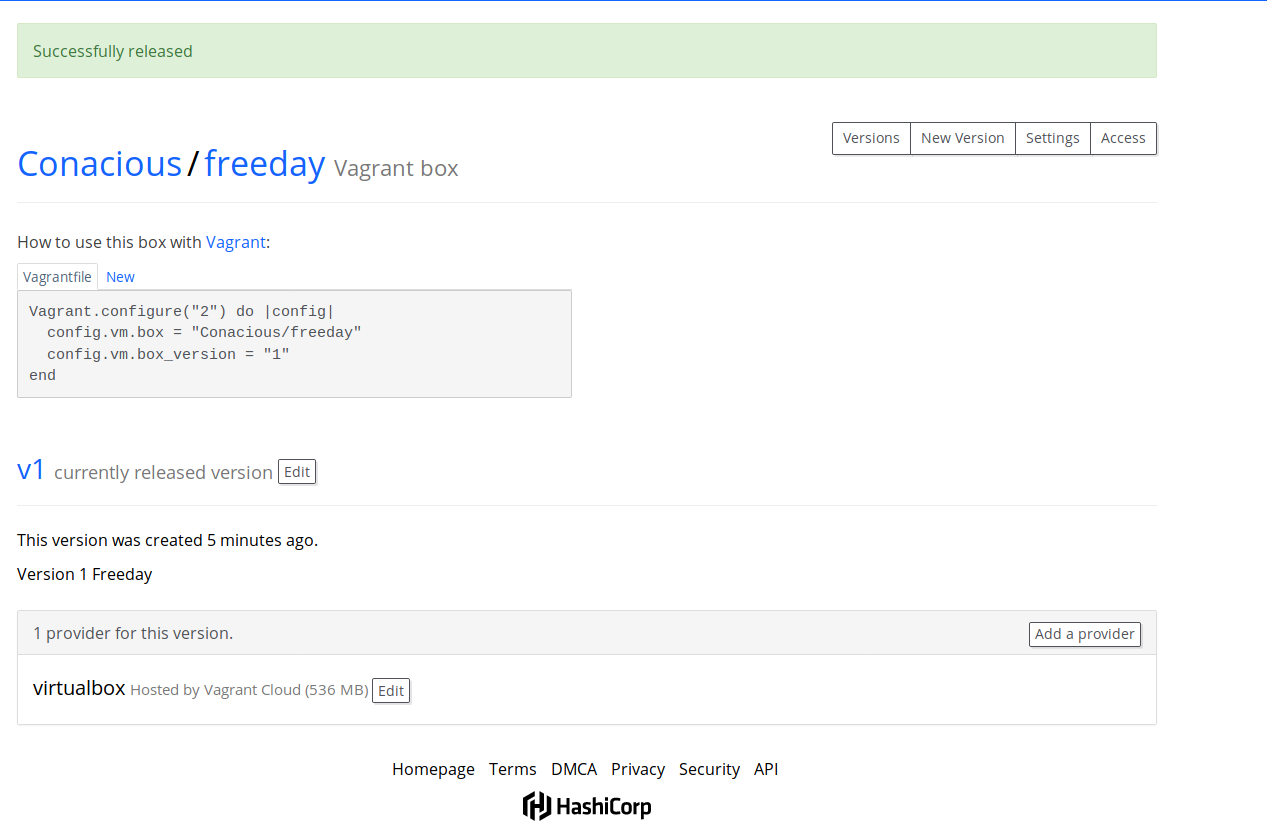 Successfully released
Versions New Version Settings Access
Conacious/freeday Vagrant box
How to use this box with Vagrant:
Vagrantfile New
Vagrant.configure("2") do |config|
  config.vm.box = "Conacious/freeday"
  config.vm.box_version = "1"
end
v1 currently released version Edit
This version was created 5 minutes ago.
Version 1 Freeday
1 provider for this version. Add a provider
virtualbox Hosted by Vagrant Cloud (536 MB) Edit
Homepage Terms DMCA Privacy Security API
HashiCorp